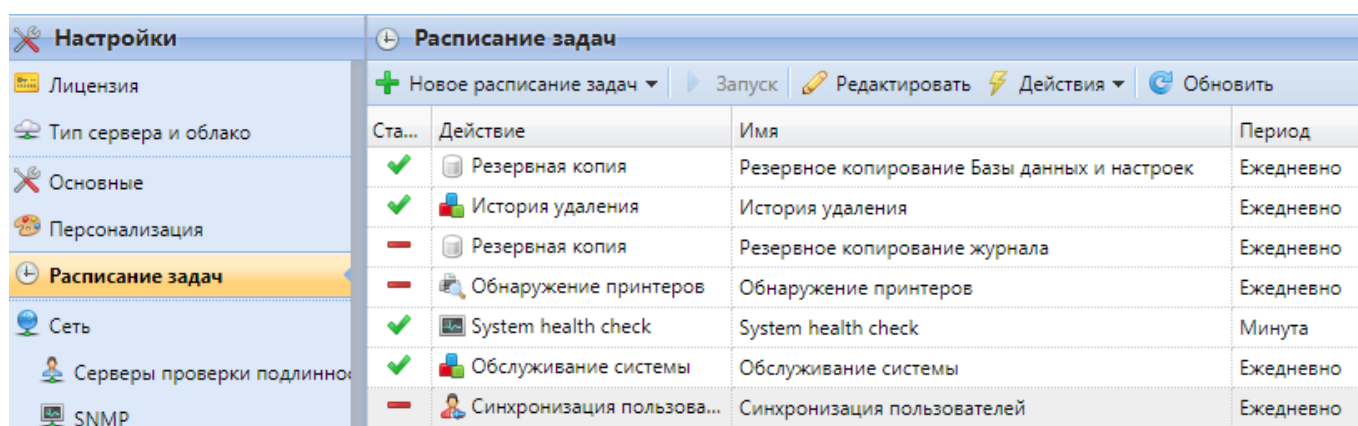 Настройки
Лицензия
Тип сервера и облако
Основные
Персонализация
Расписание задач
Сеть
Серверы проверки подлинно
SNMP
Расписание задач
Новое расписание задач Запуск Редактировать Действия Обновить
Ста... Действие Имя Период
Резервная копия Резервное копирование Базы данных и настроек Ежедневно
История удаления История удаления Ежедневно
Резервная копия Резервное копирование журнала Ежедневно
Обнаружение принтеров Обнаружение принтеров Ежедневно
System health check System health check Минута
Обслуживание системы Обслуживание системы Ежедневно
Синхронизация пользова... Синхронизация пользователей Ежедневно